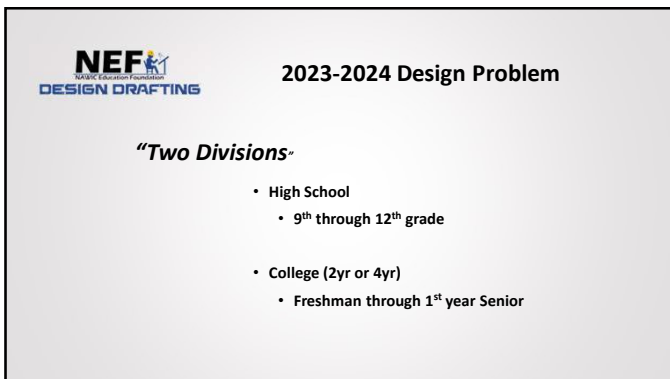 NEF
NAWIC Education Foundation
DESIGN DRAFTING
2023-2024 Design Problem
“Two Divisions”
• High School
• 9th through 12th grade
• College (2yr or 4yr)
• Freshman through 1st year Senior